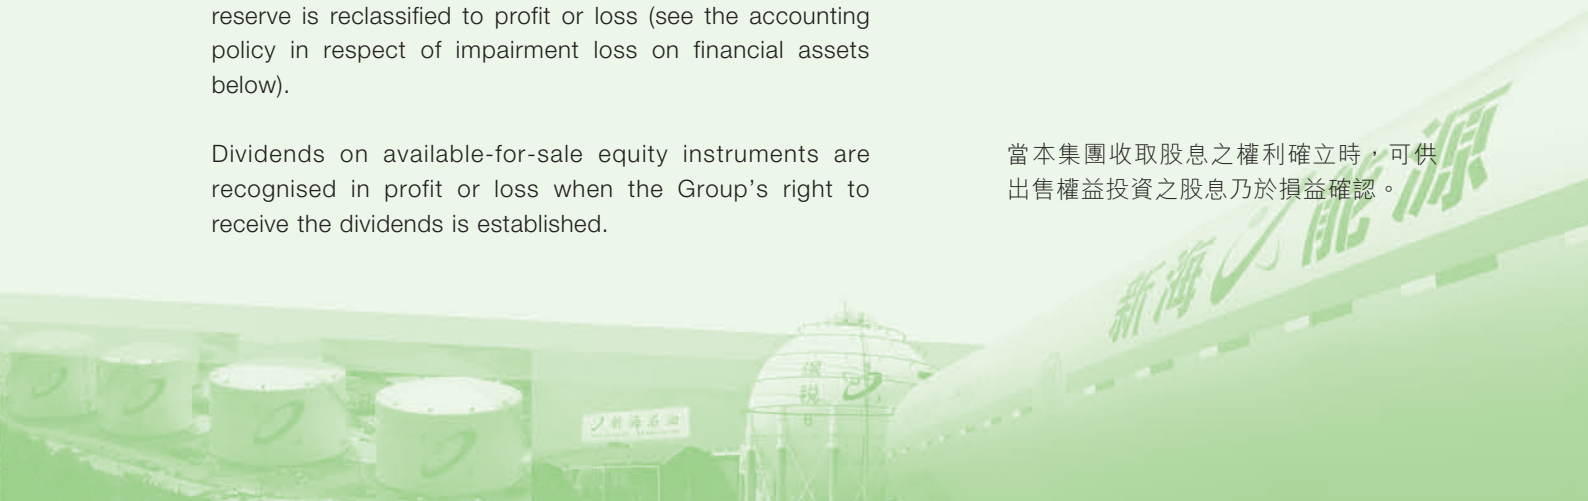 reserve is reclassified to profit or loss (see the accounting
policy in respect of impairment loss on financial assets
below).
Dividends on available-for-sale equity instruments are
recognised in profit or loss when the Group’s right to
receive the dividends is established.
當本集團收取股息之權利確立時，可供
出售權益投資之股息乃於損益確認。
新海能源
新海石油